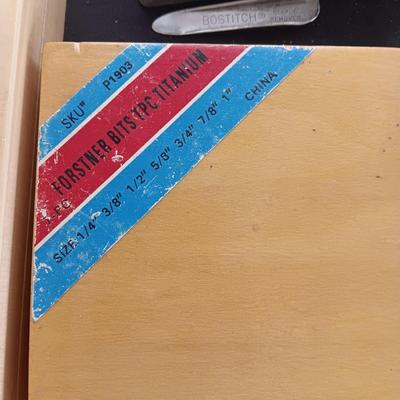 BOSTITCH®
REMOVER
SKU# P1903
FORSTNER BITS 7PC TITANIUM
SIZE 1/4" 3/8" 1/2" 5/8" 3/4" 7/8" 1" CHINA